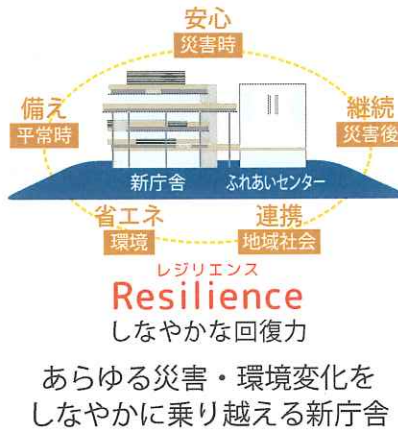 安心
災害時
備え
平常時
継続
災害後
新庁舎
ふれあいセンター
省エネ
環境
連携
地域社会
レジリエンス
Resilience
しなやかな回復力
あらゆる災害・環境変化を
しなやかに乗り越える新庁舎